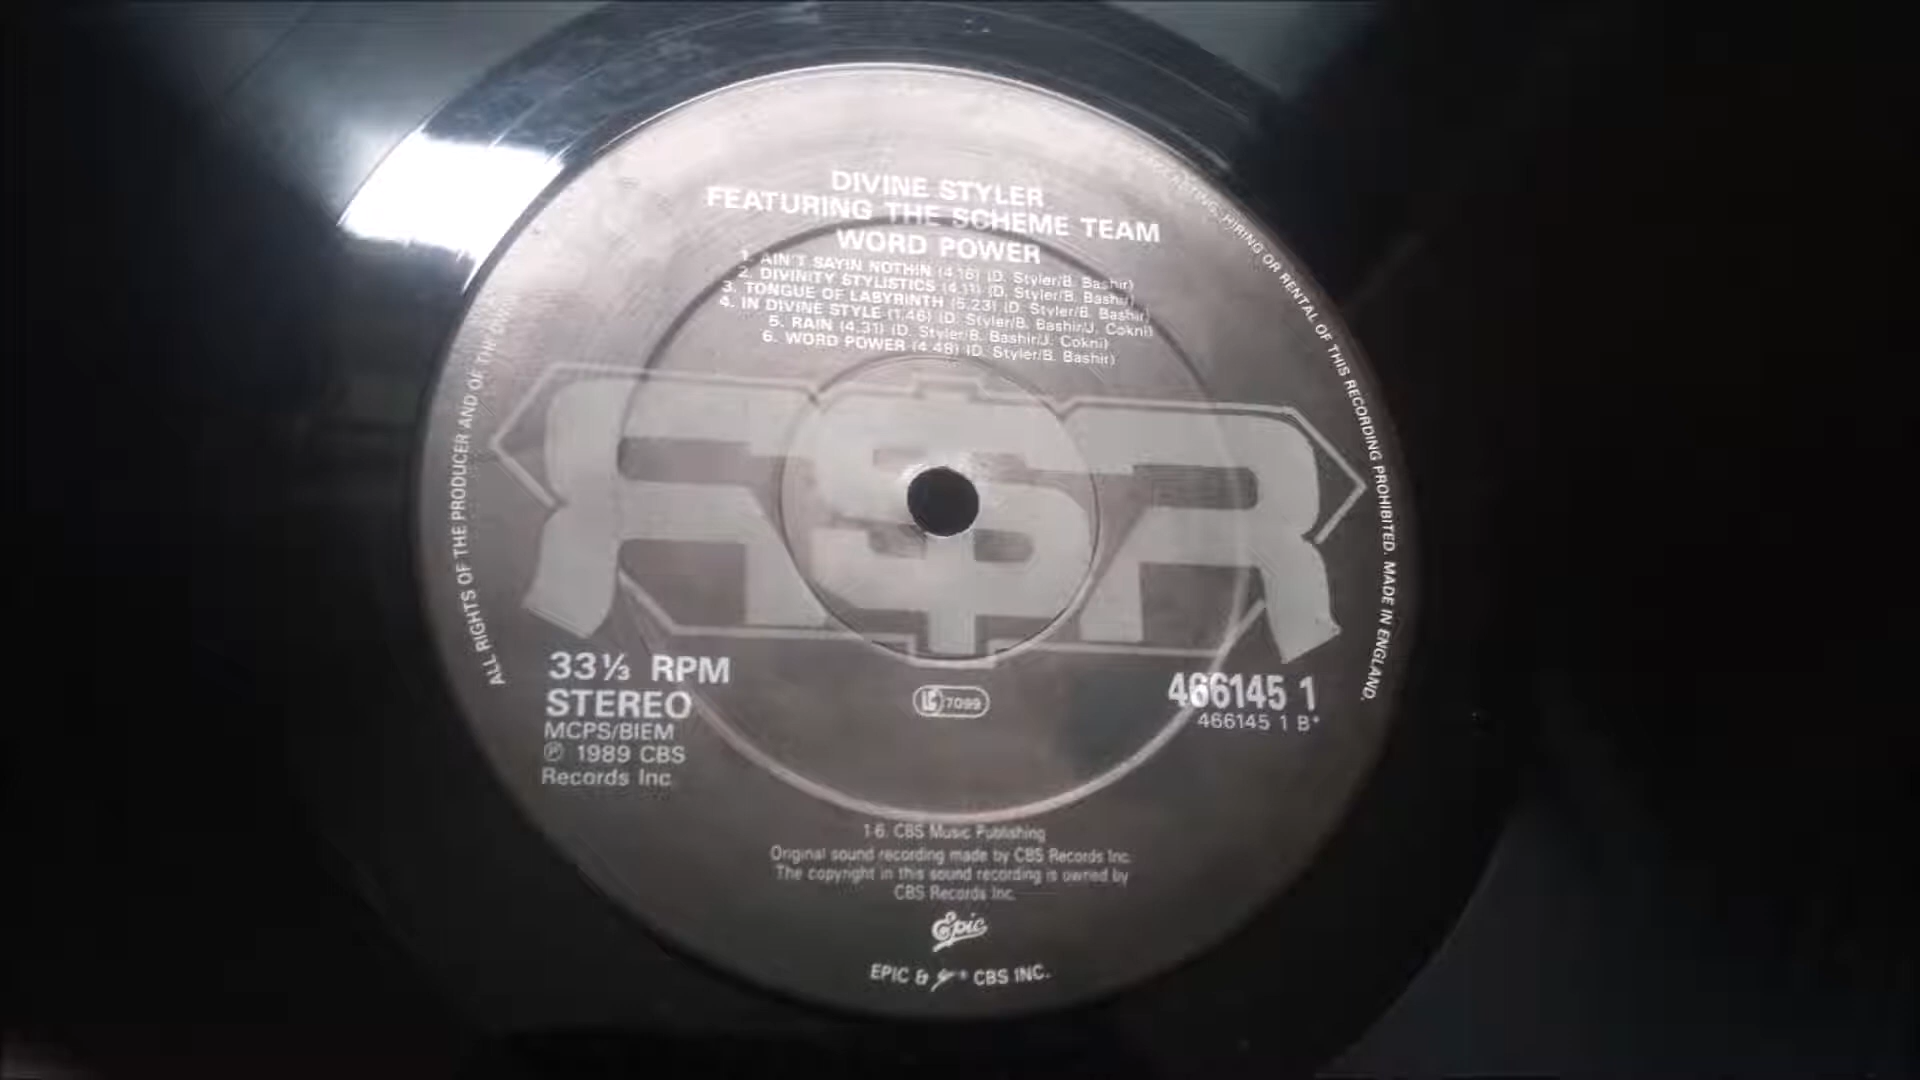 DIVINE STYLER
FEATURING THE SCHEME TEAM
WORD POWER
1. AIN'T SAYIN NOTHIN (4.16) (D. Styler/B. Bashir)
2. DIVINITY STYLISTICS (4.11) (D. Styler/B. Bashir)
3. TONGUE OF LABYRINTH (5.23) (D. Styler/B. Bashir)
4. IN DIVINE STYLE (1.46) (D. Styler/B. Bashir/J. Cokni)
5. RAIN (4.31) (D. Styler/B. Bashir/J. Cokni)
6. WORD POWER (4.48) (D. Styler/B. Bashir)
R$R
33⅓ RPM
STEREO
MCPS/BIEM
℗ 1989 CBS
Records Inc.
LC 7099
466145 1
466145 1 B*
1-6. CBS Music Publishing
Original sound recording made by CBS Records Inc.
The copyright in this sound recording is owned by
CBS Records Inc.
Epic
EPIC & * CBS INC.
ALL RIGHTS OF THE PRODUCER AND OF THE
HIRING OR RENTAL OF THIS RECORDING PROHIBITED. MADE IN ENGLAND.